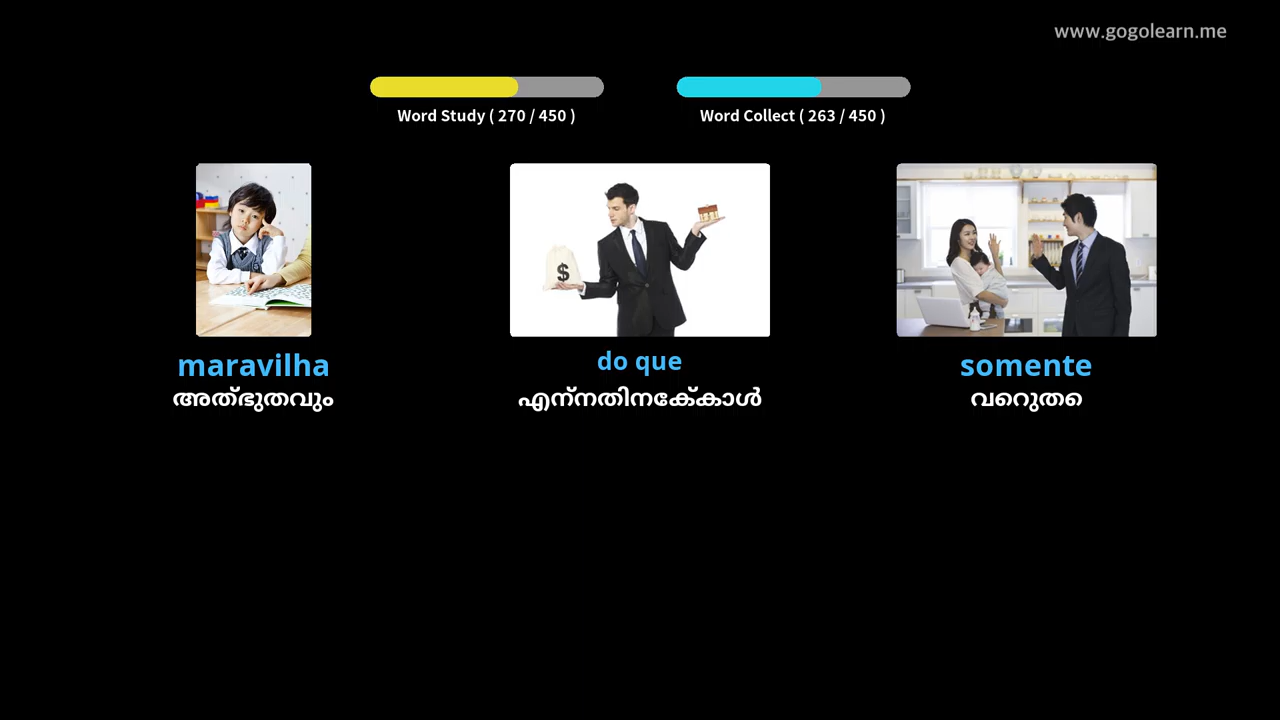 www.gogolearn.me
Word Study ( 270 / 450 )
Word Collect ( 263 / 450 )
$
maravilha
do que
somente
അത്ഭുതവും
എന്നതിനക്കേകാൾ
വെറുതെ